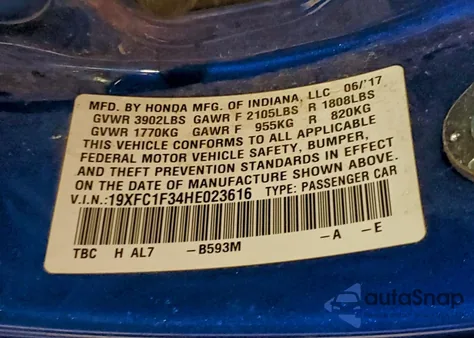 MFD. BY HONDA MFG. OF INDIANA, LLC 06/'17
GVWR 3902LBS GAWR F 2105LBS R 1808LBS
GVWR 1770KG GAWR F 955KG R 820KG
THIS VEHICLE CONFORMS TO ALL APPLICABLE
FEDERAL MOTOR VEHICLE SAFETY, BUMPER,
AND THEFT PREVENTION STANDARDS IN EFFECT
ON THE DATE OF MANUFACTURE SHOWN ABOVE.
V.I.N.:19XFC1F34HE023616 TYPE: PASSENGER CAR
TBC H AL7 -B593M -A -E
autoSnap